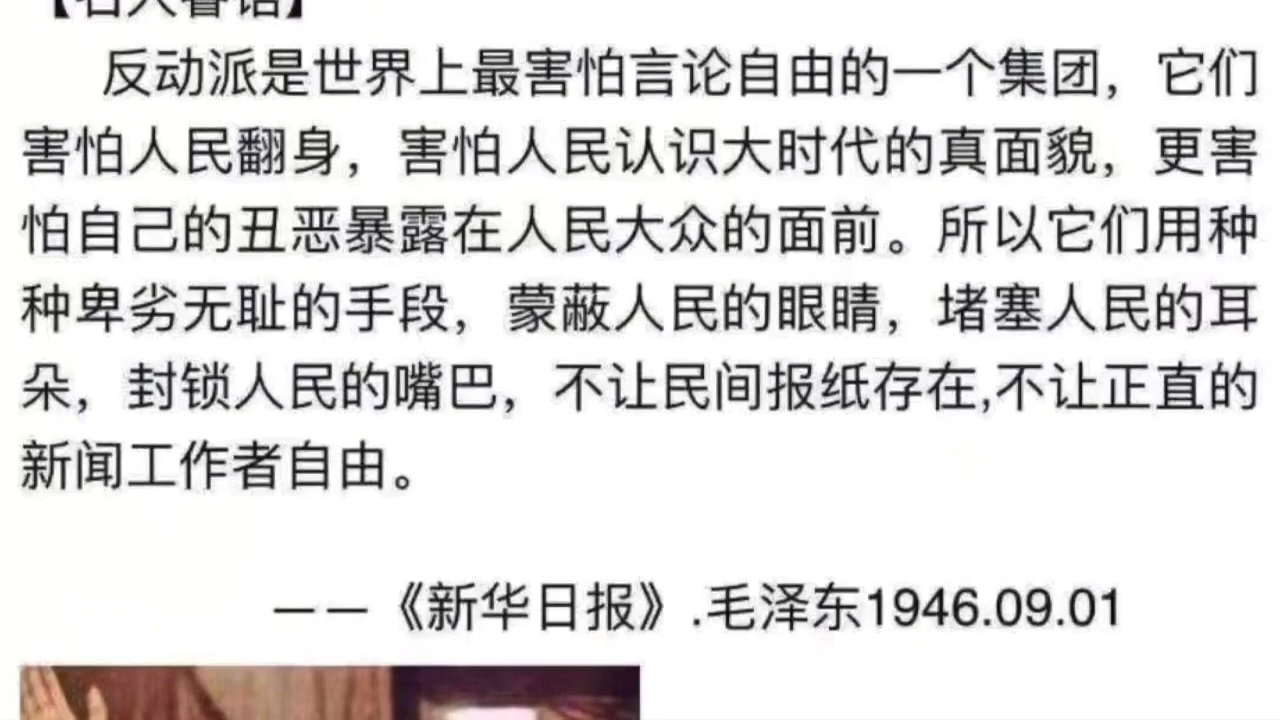 反动派是世界上最害怕言论自由的一个集团，它们
害怕人民翻身，害怕人民认识大时代的真面貌，更害
怕自己的丑恶暴露在人民大众的面前。所以它们用种
种卑劣无耻的手段，蒙蔽人民的眼睛，堵塞人民的耳
朵，封锁人民的嘴巴，不让民间报纸存在,不让正直的
新闻工作者自由。
——《新华日报》.毛泽东1946.09.01